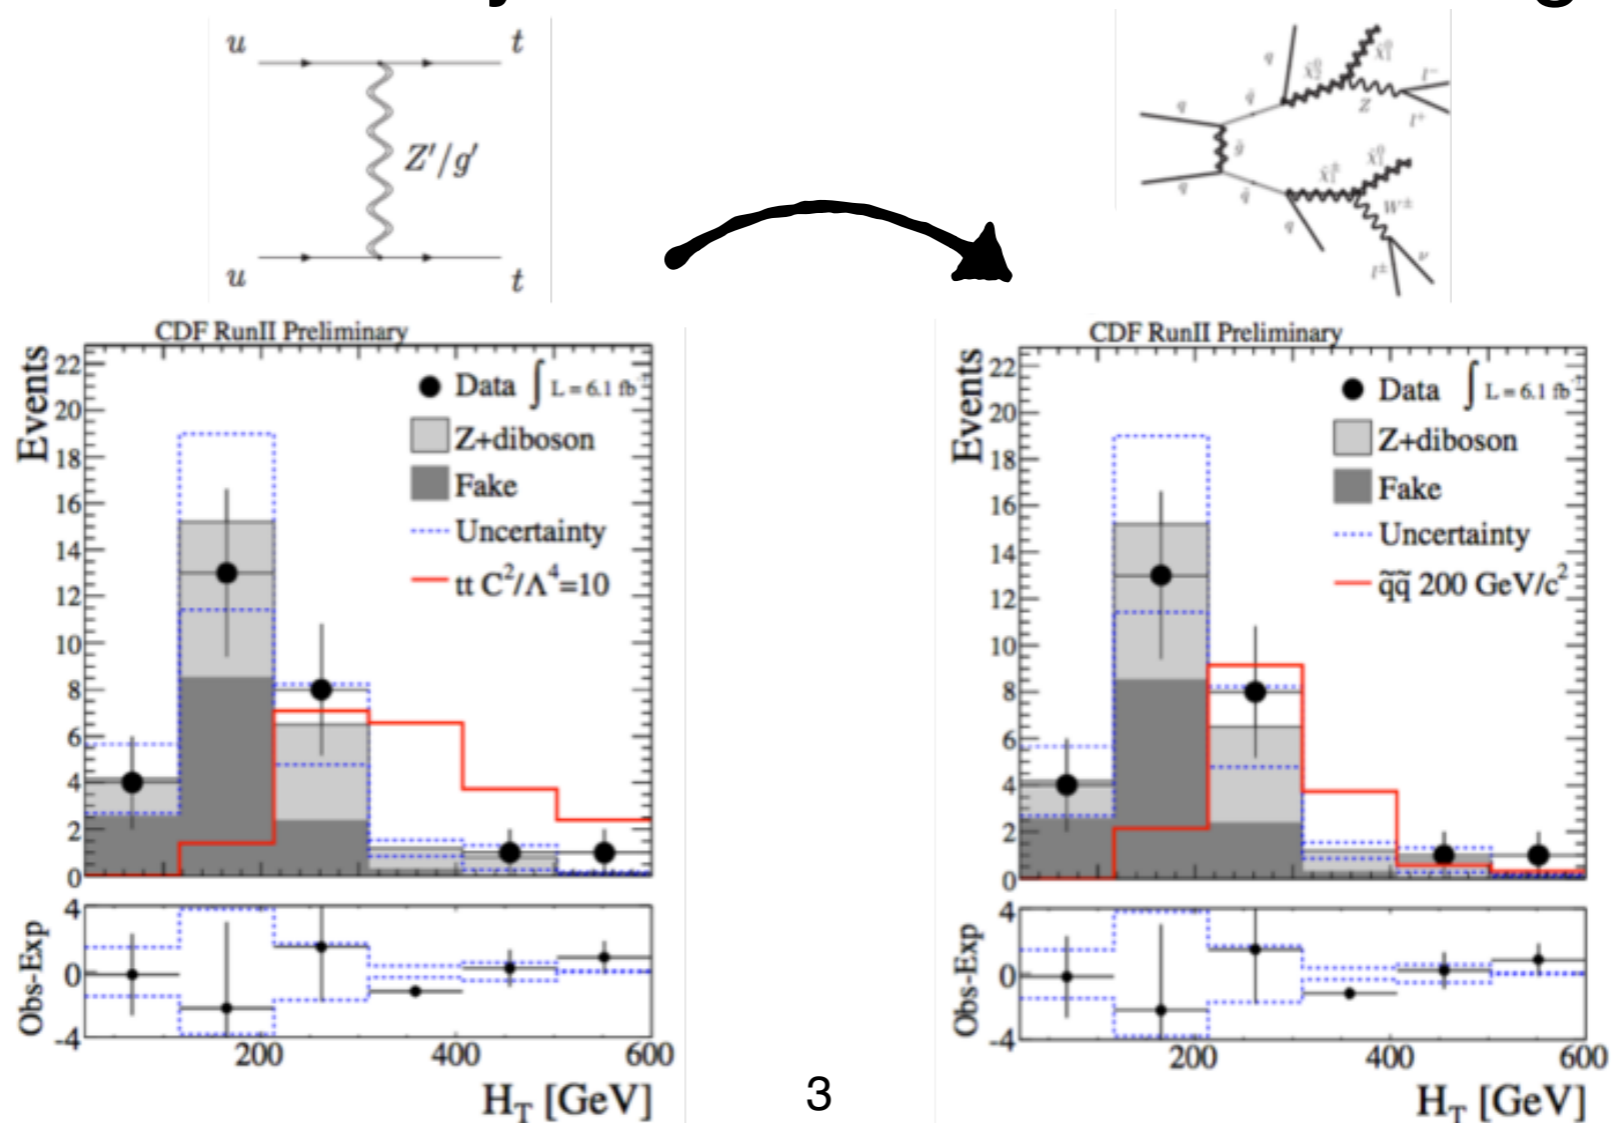 u t
Z′/g′
u t
q χ̃₂⁰ χ̃₁⁰ l⁻
q q̃ Z l⁺
g̃
q q̃ χ̃₁± χ̃₁⁰
q W±
l± ν
CDF RunII Preliminary
Events
22
20
18
16
14
12
10
8
6
4
2
0
Data ∫ L = 6.1 fb⁻¹
Z+diboson
Fake
Uncertainty
tt C²/Λ⁴=10
Obs-Exp
4
0
-4
200 400 600
H_T [GeV]
CDF RunII Preliminary
Events
22
20
18
16
14
12
10
8
6
4
2
0
Data ∫ L = 6.1 fb⁻¹
Z+diboson
Fake
Uncertainty
q̃q̃ 200 GeV/c²
Obs-Exp
4
0
-4
200 400 600
H_T [GeV]
3